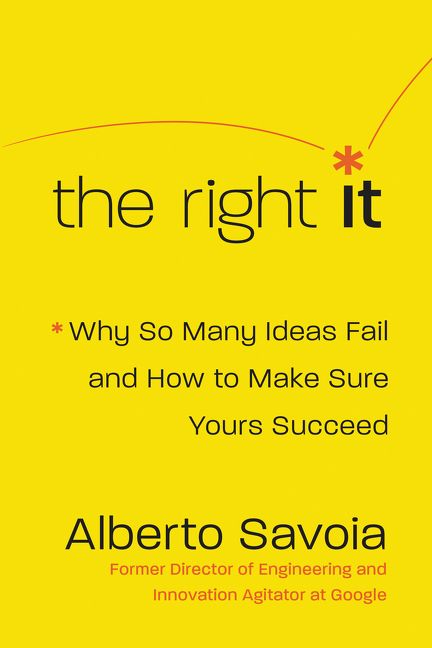 the right it
* Why So Many Ideas Fail
and How to Make Sure
Yours Succeed
Alberto Savoia
Former Director of Engineering and
Innovation Agitator at Google